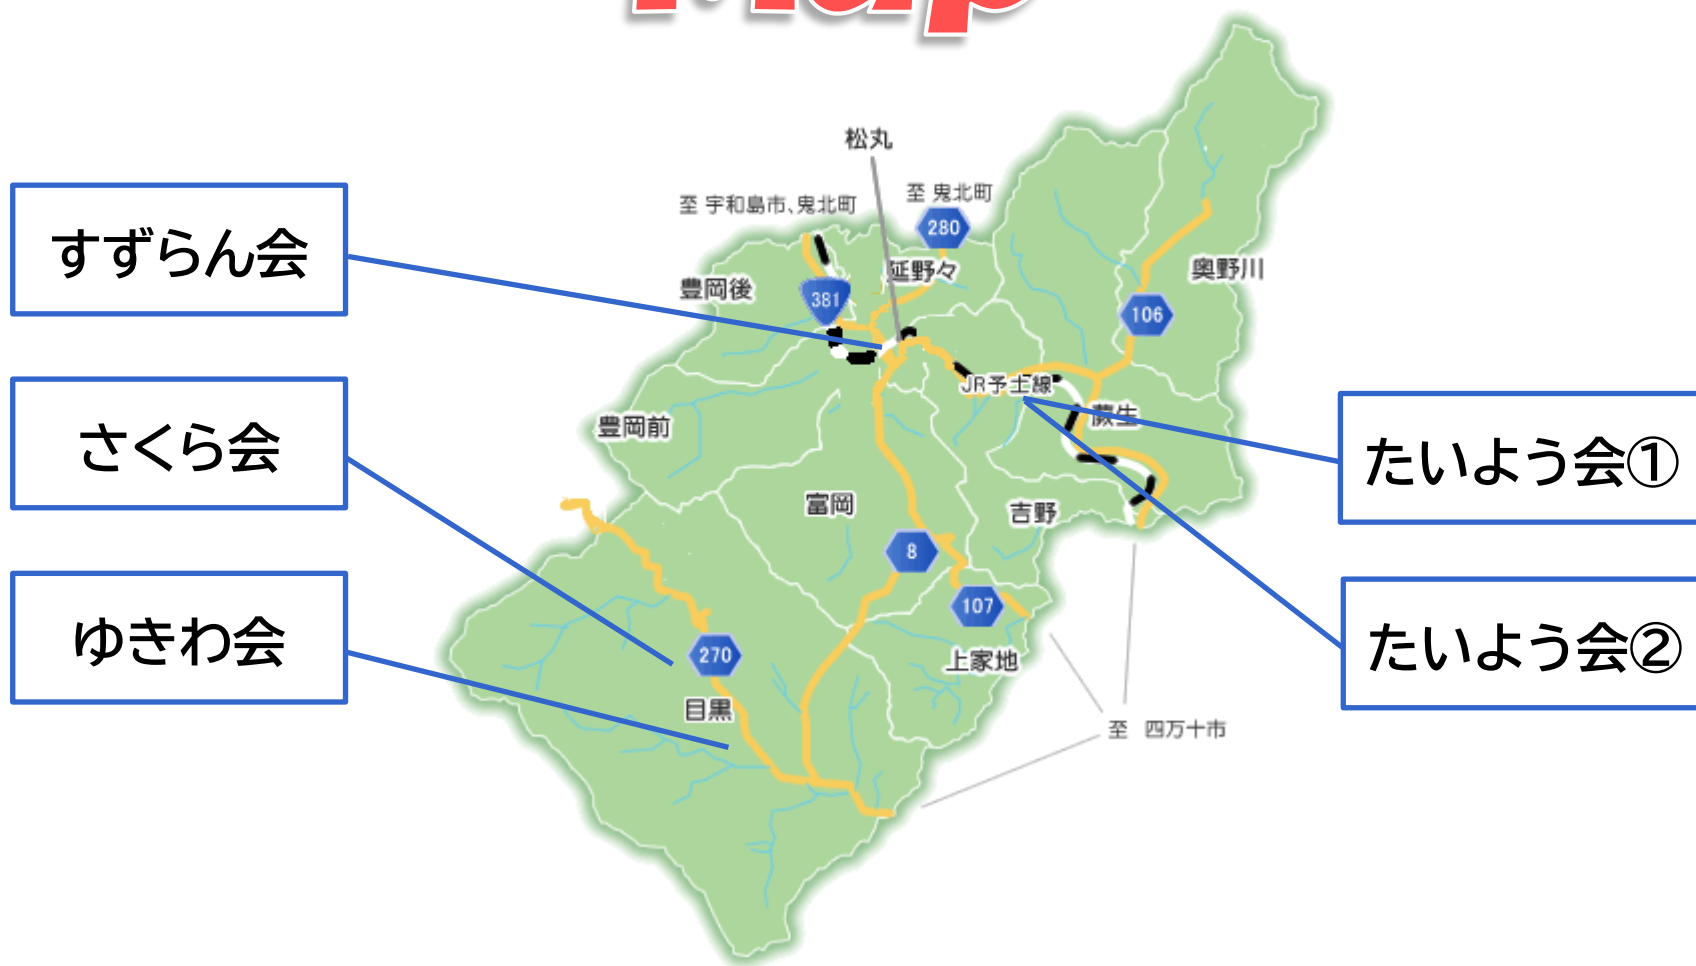 Map
松丸
至 鬼北町
至 宇和島市、鬼北町
280
すずらん会
延野々
奥野川
豊岡後
381
106
JR予土線
蕨生
豊岡前
さくら会
たいよう会①
富岡
吉野
8
107
ゆきわ会
たいよう会②
270
上家地
目黒
至 四万十市